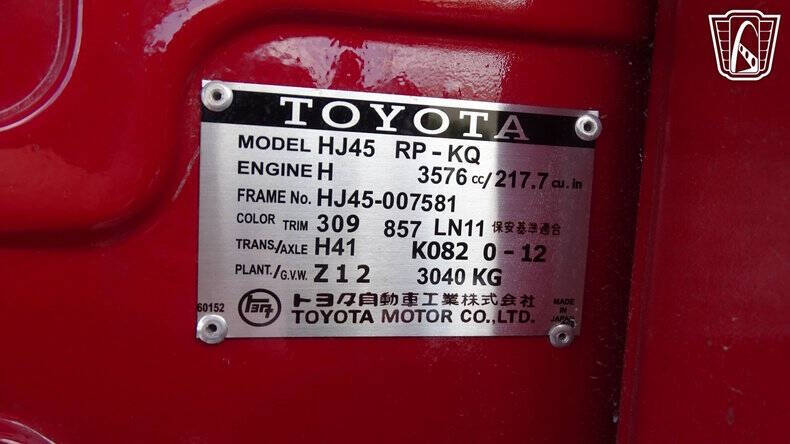 TOYOTA
MODEL HJ45 RP-KQ
ENGINE H 3576 cc/217.7 cu.in
FRAME No. HJ45-007581
COLOR TRIM 309 857 LN11 保安基準適合
TRANS./AXLE H41 K082 0-12
PLANT./G.V.W. Z12 3040 KG
60152 トヨタ トヨタ自動車工業株式会社 MADE
TOYOTA MOTOR CO.,LTD. IN
JAPAN